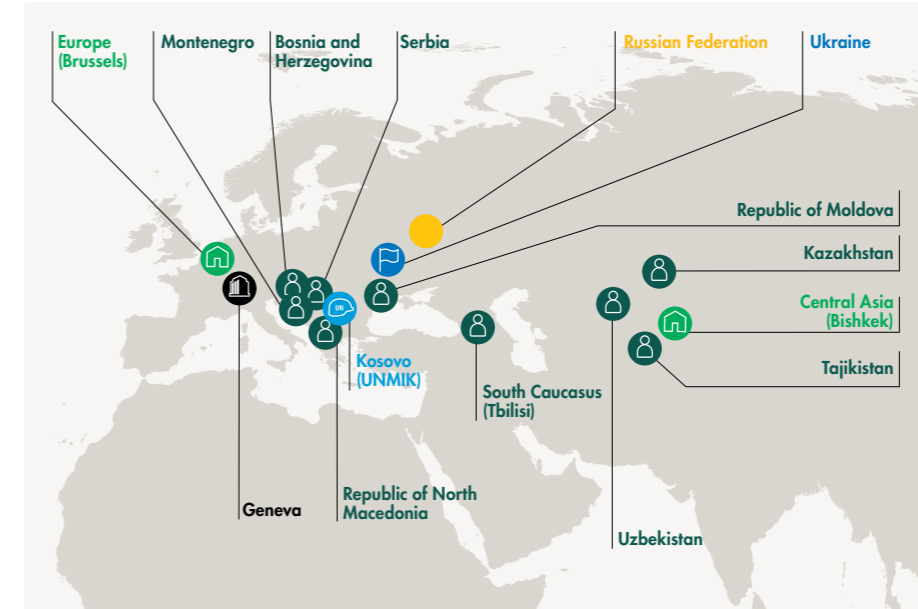 Europe
(Brussels)
Montenegro
Bosnia and
Herzegovina
Serbia
Russian Federation
Ukraine
Republic of Moldova
Kazakhstan
Central Asia
(Bishkek)
UN
Kosovo
(UNMIK)
Tajikistan
South Caucasus
(Tbilisi)
Republic of North
Macedonia
Geneva
Uzbekistan